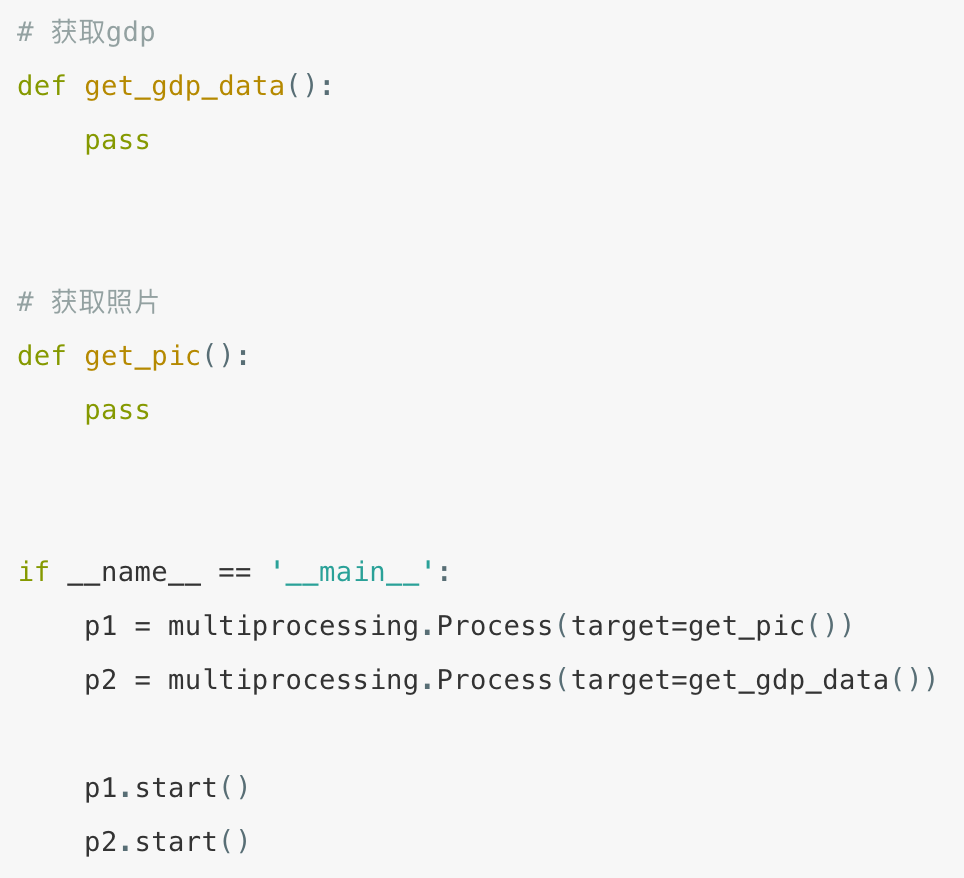 # 获取gdp
def get_gdp_data():
    pass
# 获取照片
def get_pic():
    pass
if __name__ == '__main__':
    p1 = multiprocessing.Process(target=get_pic())
    p2 = multiprocessing.Process(target=get_gdp_data())
    p1.start()
    p2.start()